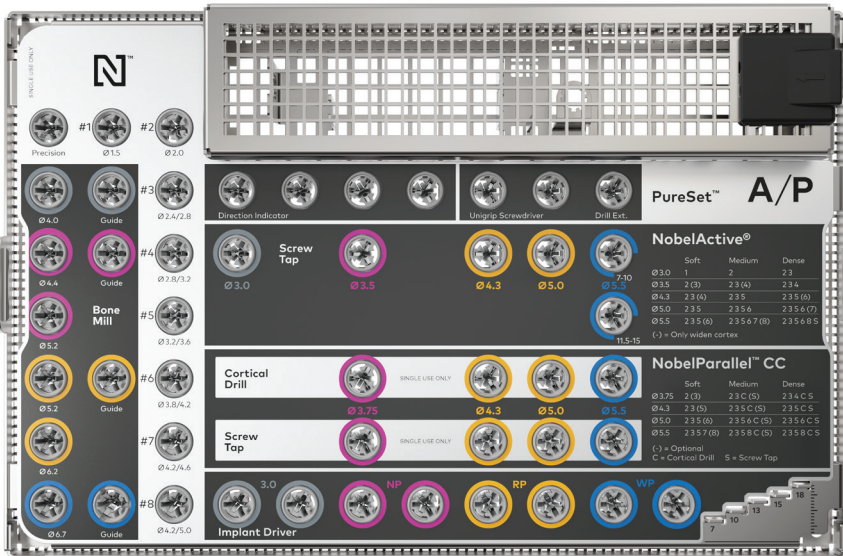 SINGLE USE ONLY
N™
Precision
#1
Ø1.5
#2
Ø2.0
Ø4.0
Guide
#3
Ø2.4/2.8
Ø4.4
Guide
#4
Ø2.8/3.2
Ø5.2
Bone
Mill
#5
Ø3.2/3.6
Ø5.2
Guide
#6
Ø3.8/4.2
Ø6.2
#7
Ø4.2/4.6
Ø6.7
Guide
#8
Ø4.2/5.0
Direction Indicator
Unigrip Screwdriver
Drill Ext.
PureSet™ A/P
Screw
Tap
Ø3.0
Ø3.5
Ø4.3
Ø5.0
Ø5.5
7-10
11.5-15
NobelActive®
Soft Medium Dense
Ø3.0 1 2 2 3
Ø3.5 2 (3) 2 3 (4) 2 3 4
Ø4.3 2 3 (4) 2 3 5 2 3 5 (6)
Ø5.0 2 3 5 2 3 5 6 2 3 5 6 (7)
Ø5.5 2 3 5 (6) 2 3 5 6 7 (8) 2 3 5 6 8 S
(-) = Only widen cortex
Cortical
Drill
SINGLE USE ONLY
Ø3.75
Ø4.3
Ø5.0
Ø5.5
Screw
Tap
SINGLE USE ONLY
NobelParallel™ CC
Soft Medium Dense
Ø3.75 2 (3) 2 3 C (S) 2 3 4 C S
Ø4.3 2 3 (5) 2 3 5 C (S) 2 3 5 C S
Ø5.0 2 3 5 (6) 2 3 5 6 C (S) 2 3 5 6 C S
Ø5.5 2 3 5 7 (8) 2 3 5 8 C (S) 2 3 5 8 C S
(-) = Optional
C = Cortical Drill S = Screw Tap
3.0
NP
RP
WP
Implant Driver
7
10
13
15
18